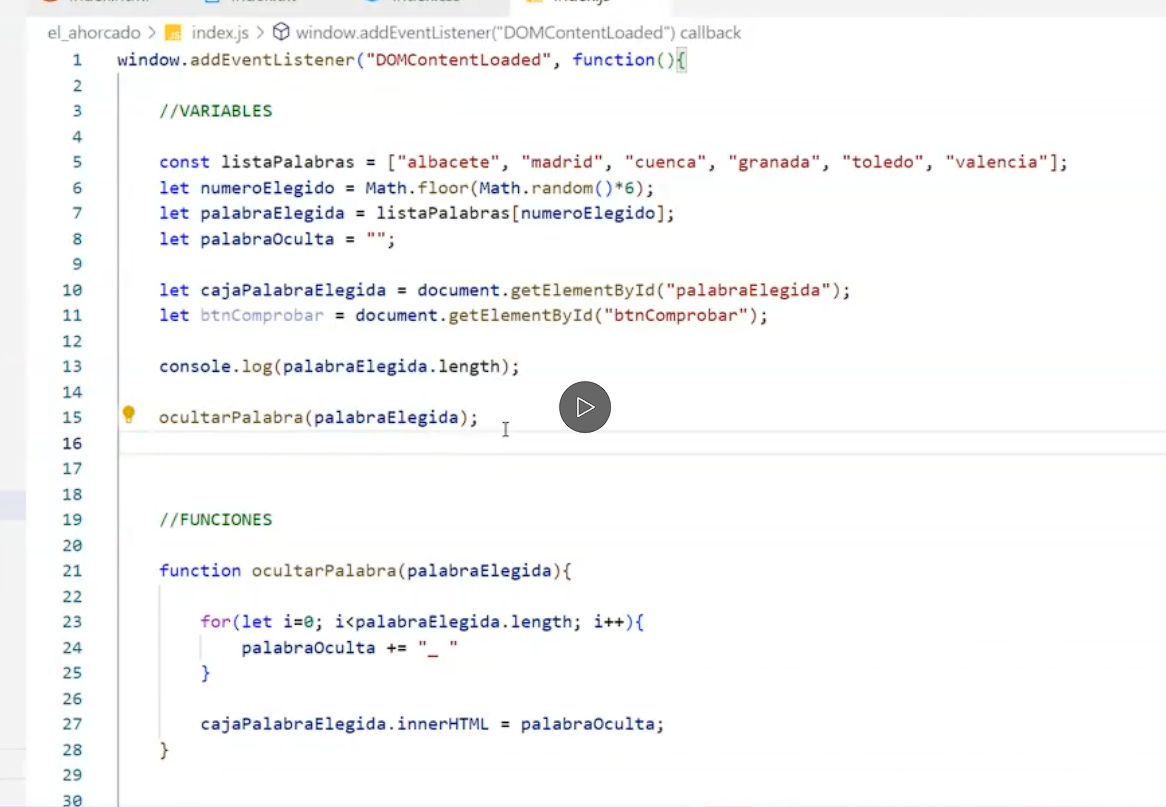 el_ahorcado > index.js > window.addEventListener("DOMContentLoaded") callback
1 window.addEventListener("DOMContentLoaded", function(){
2
3 //VARIABLES
4
5 const listaPalabras = ["albacete", "madrid", "cuenca", "granada", "toledo", "valencia"];
6 let numeroElegido = Math.floor(Math.random()*6);
7 let palabraElegida = listaPalabras[numeroElegido];
8 let palabraOculta = "";
9
10 let cajaPalabraElegida = document.getElementById("palabraElegida");
11 let btnComprobar = document.getElementById("btnComprobar");
12
13 console.log(palabraElegida.length);
14
15 ocultarPalabra(palabraElegida);
16
17
18
19 //FUNCIONES
20
21 function ocultarPalabra(palabraElegida){
22
23 for(let i=0; i<palabraElegida.length; i++){
24 palabraOculta += "_ "
25 }
26
27 cajaPalabraElegida.innerHTML = palabraOculta;
28 }
29
30